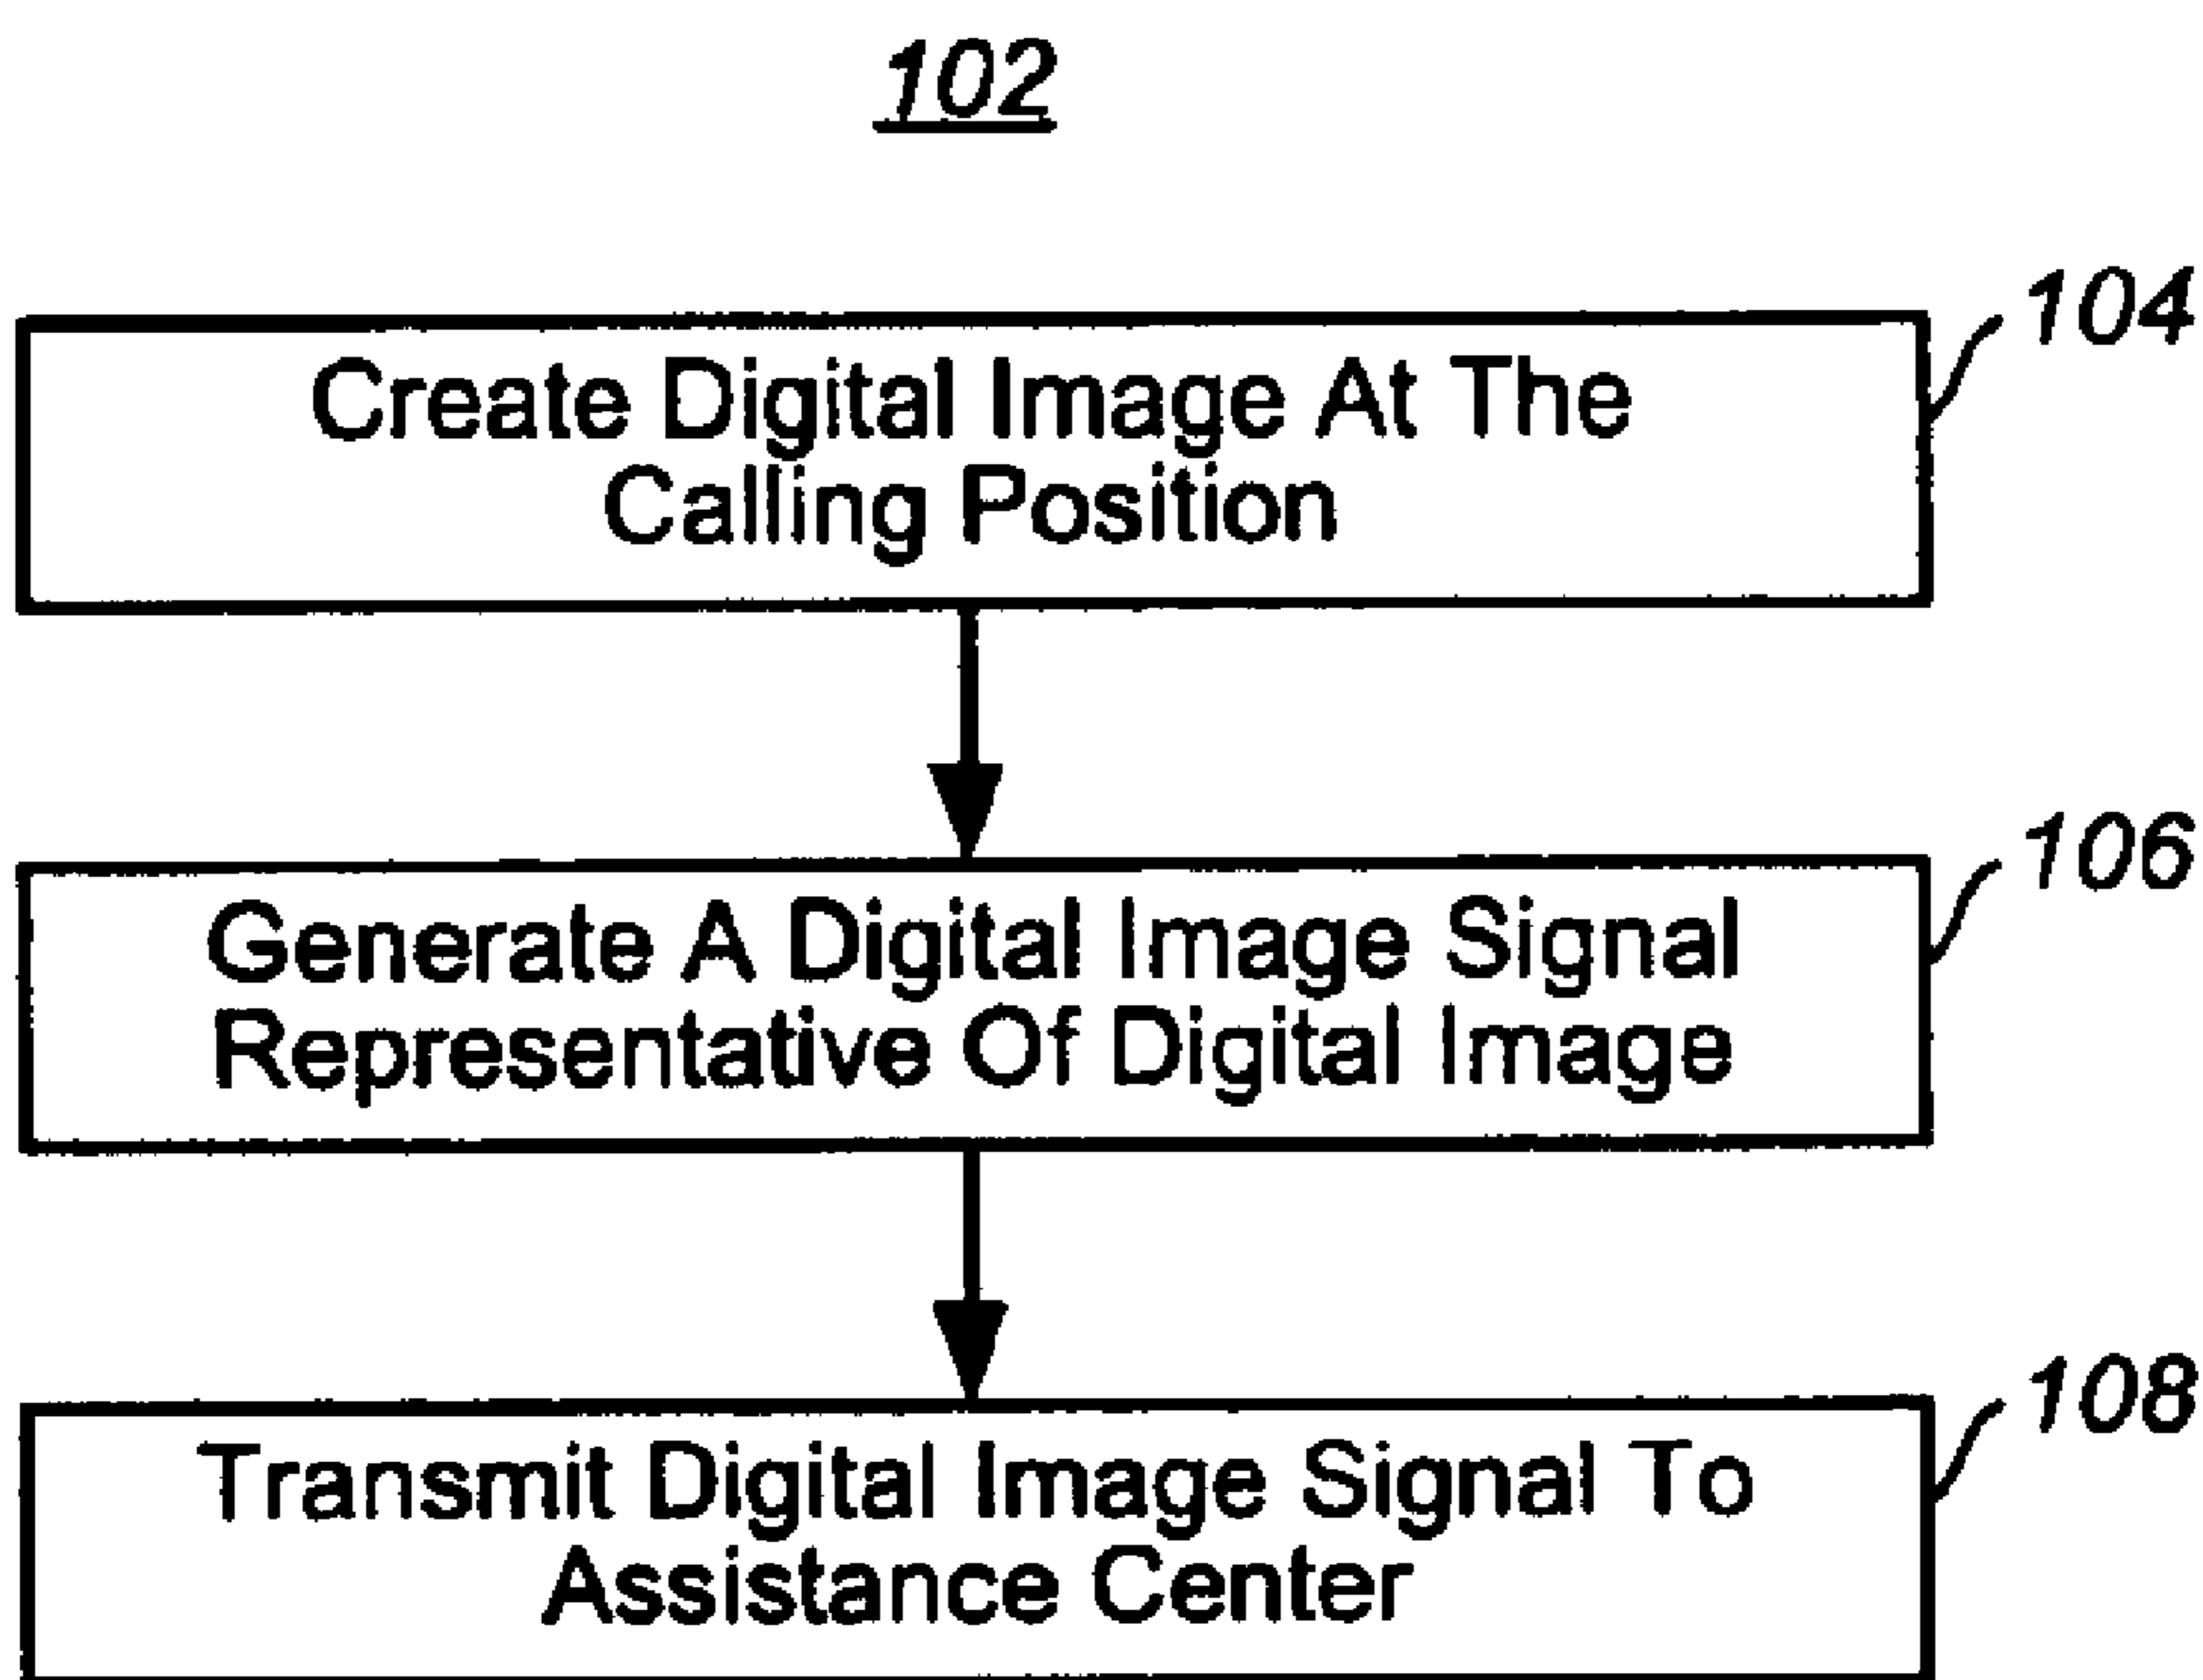 102
104
Create Digital Image At The
Calling Position
106
Generate A Digital Image Signal
Representative Of Digital Image
108
Transmit Digital Image Signal To
Assistance Center